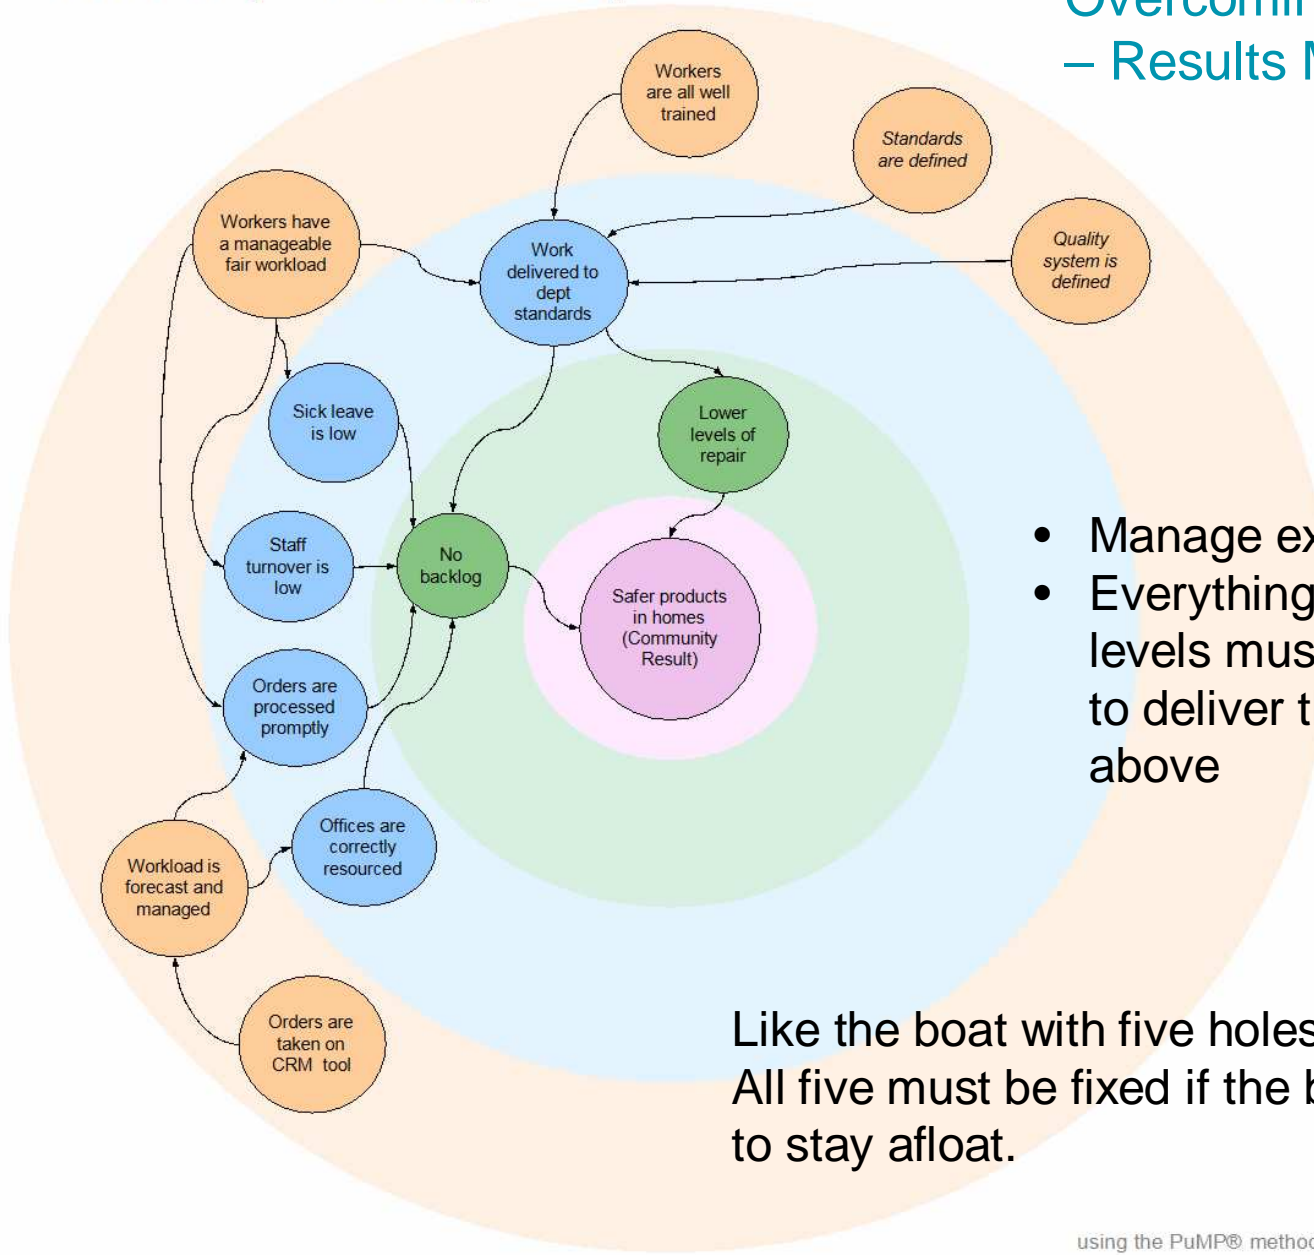 – Results
Workers
are all well
trained
Standards
are defined
Workers have
a manageable
fair workload
Quality
system is
defined
Work
delivered to
dept
standards
Sick leave
is low
Lower
levels of
repair
Staff
turnover is
low
No
backlog
Safer products
in homes
(Community
Result)
• Manage
• Everything
levels
to deliver
above
Orders are
processed
promptly
Offices are
correctly
resourced
Workload is
forecast and
managed
Orders are
taken on
CRM tool
Like the boat with five holes
All five must be fixed if the
to stay afloat.
using the PuMP®